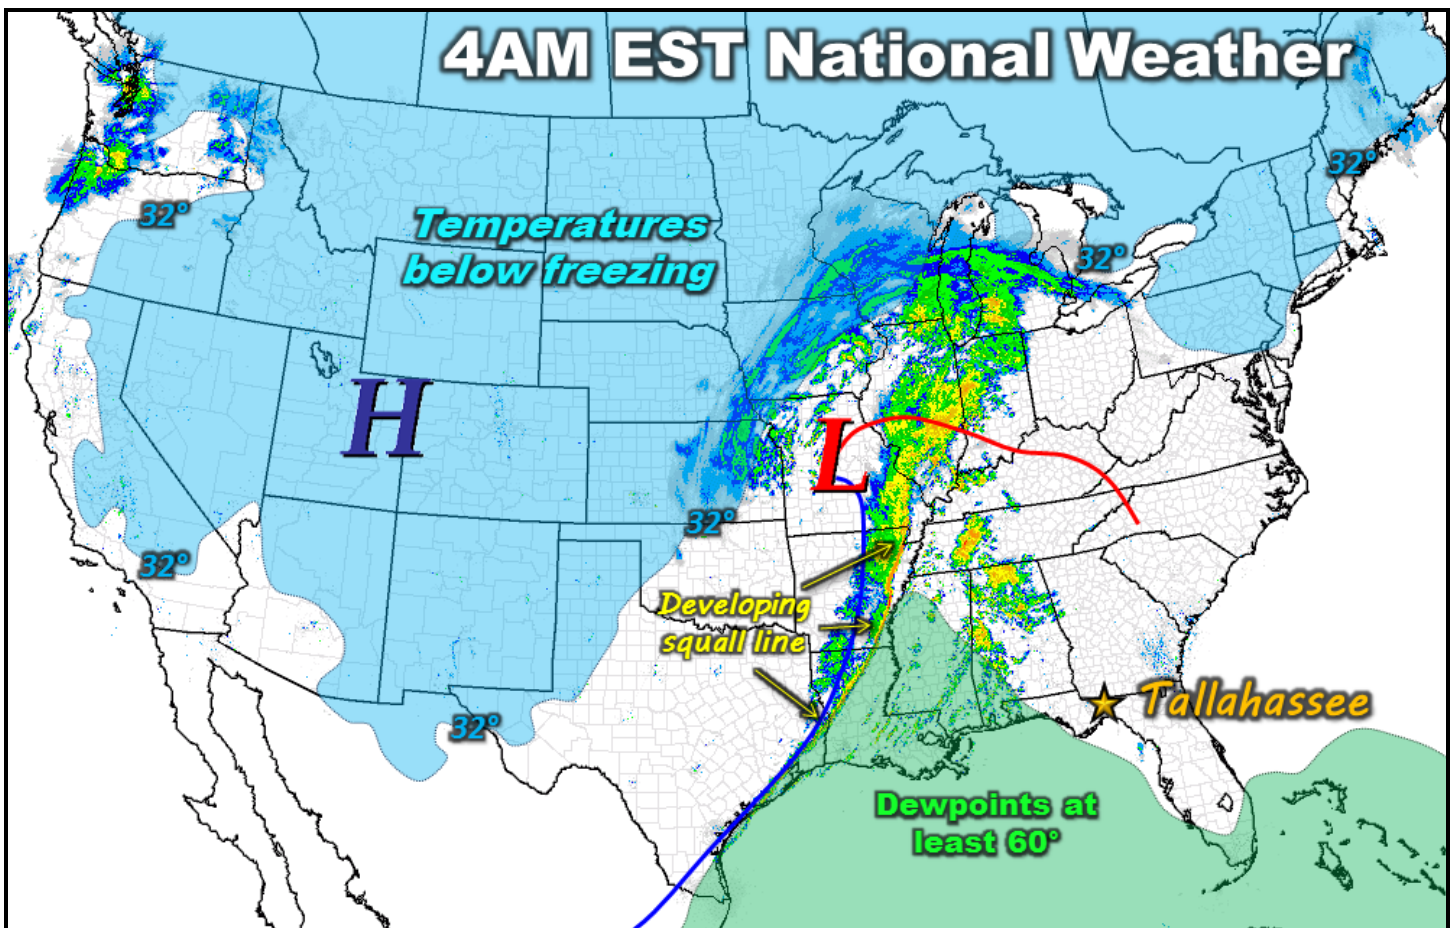 4AM EST National Weather
32°
32°
Temperatures
below freezing
32°
H
L
32°
32°
Developing
squall line
Tallahassee
32°
Dewpoints at
least 60°